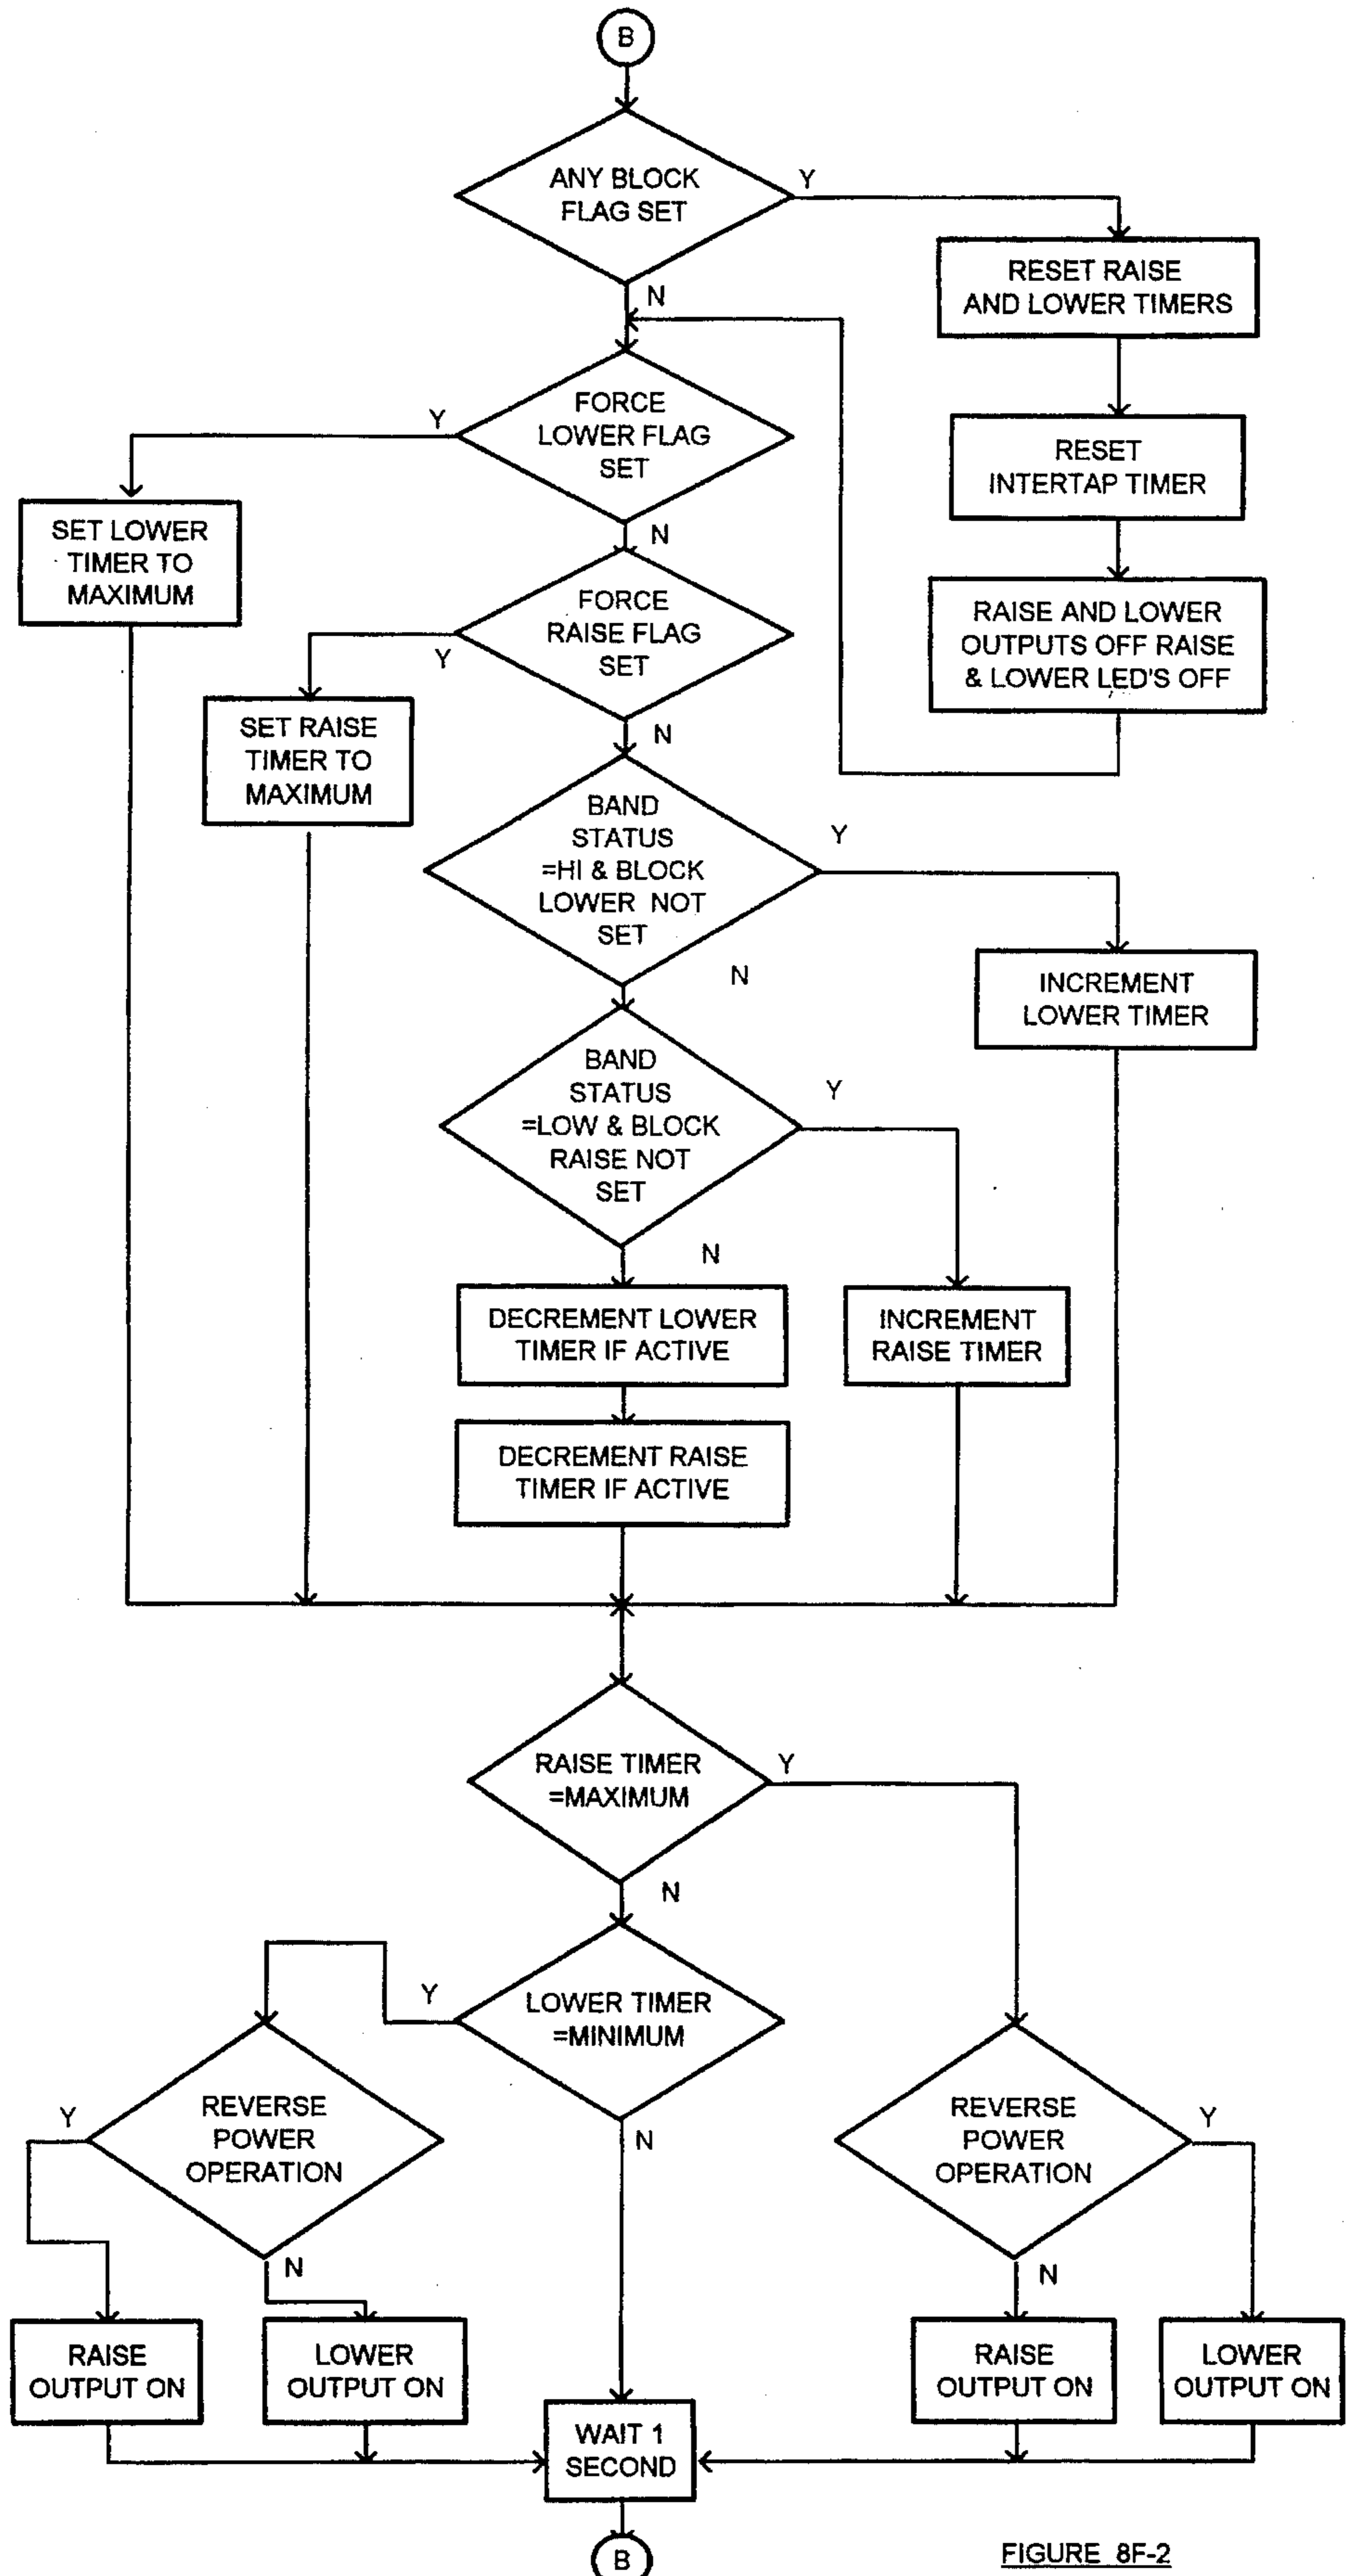 B
ANY BLOCK
FLAG SET
Y
N
RESET RAISE
AND LOWER TIMERS
RESET
INTERTAP TIMER
RAISE AND LOWER
OUTPUTS OFF RAISE
& LOWER LED'S OFF
FORCE
LOWER FLAG
SET
Y
N
SET LOWER
TIMER TO
MAXIMUM
FORCE
RAISE FLAG
SET
Y
N
SET RAISE
TIMER TO
MAXIMUM
BAND
STATUS
=HI & BLOCK
LOWER NOT
SET
Y
N
INCREMENT
LOWER TIMER
BAND
STATUS
=LOW & BLOCK
RAISE NOT
SET
Y
N
INCREMENT
RAISE TIMER
DECREMENT LOWER
TIMER IF ACTIVE
DECREMENT RAISE
TIMER IF ACTIVE
RAISE TIMER
=MAXIMUM
Y
N
LOWER TIMER
=MINIMUM
Y
N
REVERSE
POWER
OPERATION
Y
N
RAISE
OUTPUT ON
LOWER
OUTPUT ON
REVERSE
POWER
OPERATION
Y
N
RAISE
OUTPUT ON
LOWER
OUTPUT ON
WAIT 1
SECOND
B
FIGURE 8F-2